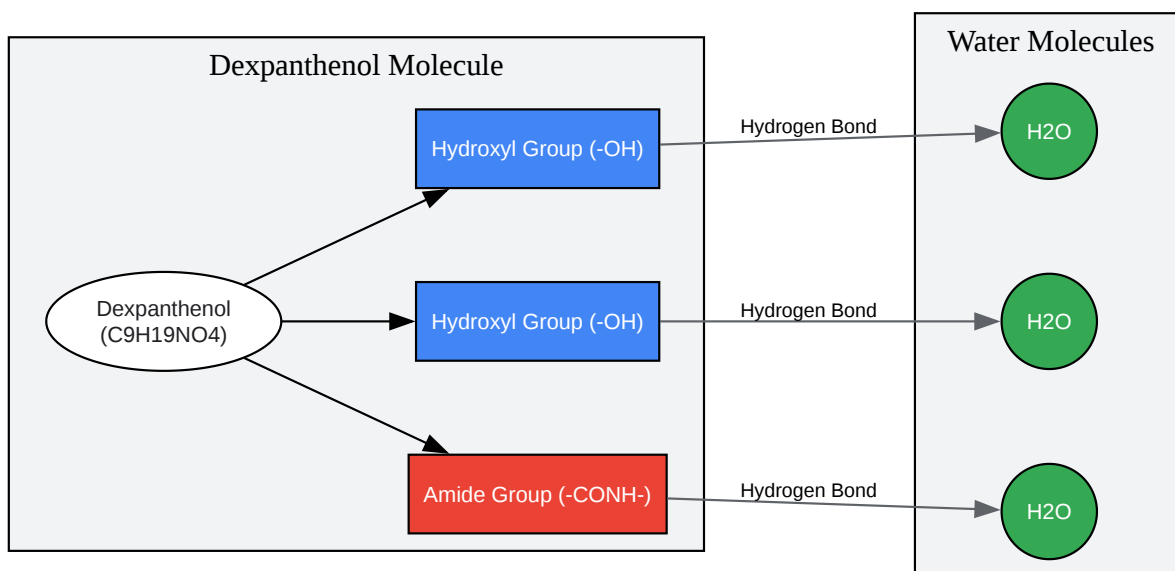 Dexpanthenol Molecule
Water Molecules
Hydroxyl Group (-OH)
Hydrogen Bond
H2O
Dexpanthenol
(C9H19NO4)
Hydroxyl Group (-OH)
Hydrogen Bond
H2O
Amide Group (-CONH-)
Hydrogen Bond
H2O